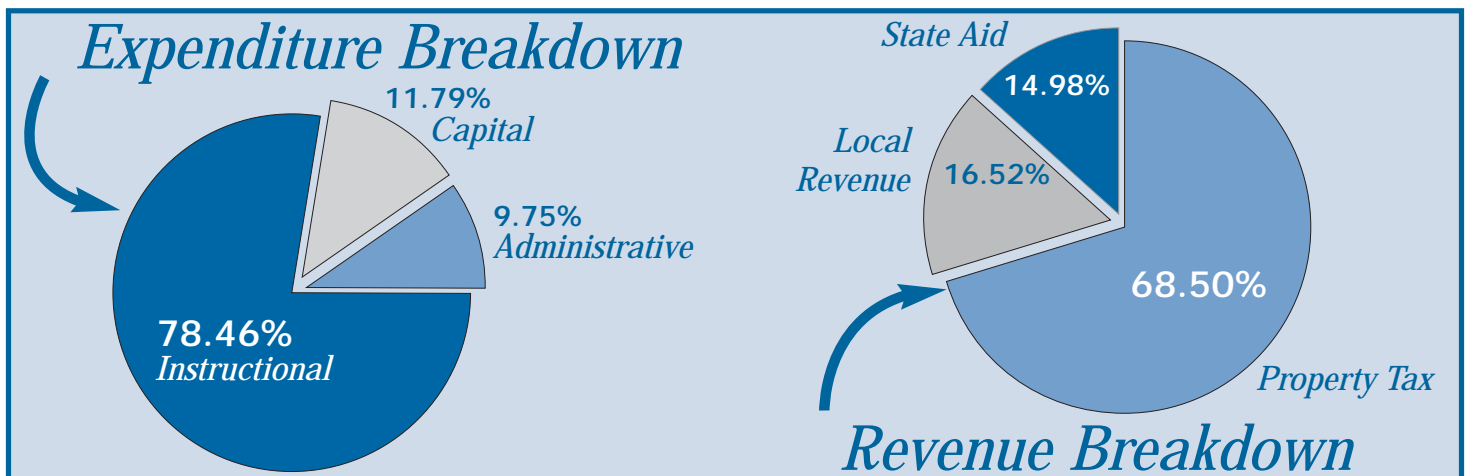 Expenditure Breakdown
11.79%
Capital
9.75%
Administrative
78.46%
Instructional
State Aid
14.98%
Local
Revenue
16.52%
68.50%
Property Tax
Revenue Breakdown